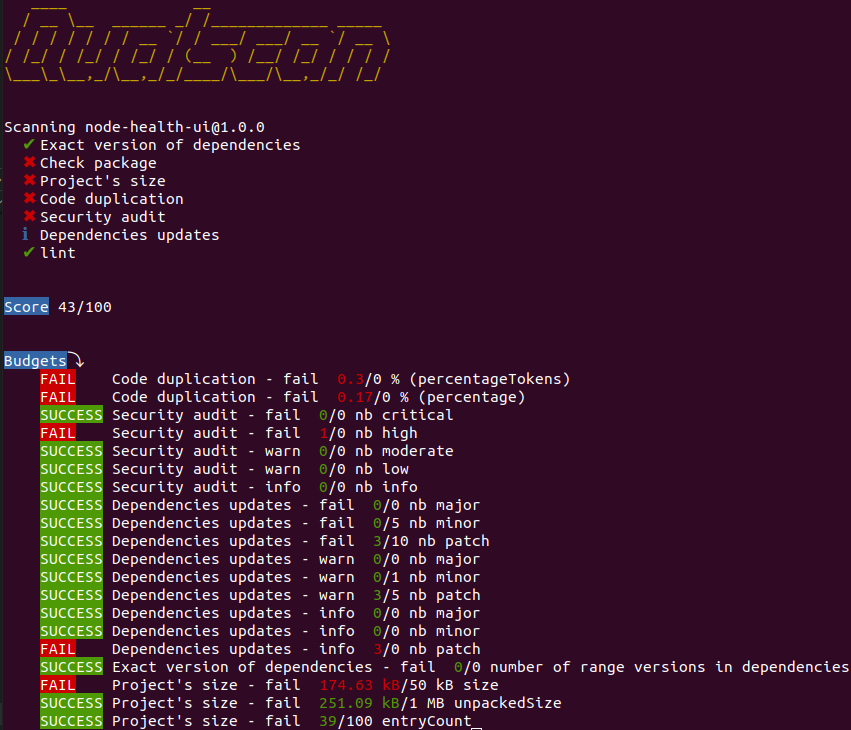 QualScan
Scanning node-health-ui@1.0.0
✔ Exact version of dependencies
✖ Check package
✖ Project's size
✖ Code duplication
✖ Security audit
ℹ Dependencies updates
✔ lint
Score 43/100
Budgets
FAIL Code duplication - fail 0.3/0 % (percentageTokens)
FAIL Code duplication - fail 0.17/0 % (percentage)
SUCCESS Security audit - fail 0/0 nb critical
FAIL Security audit - fail 1/0 nb high
SUCCESS Security audit - warn 0/0 nb moderate
SUCCESS Security audit - warn 0/0 nb low
SUCCESS Security audit - info 0/0 nb info
SUCCESS Dependencies updates - fail 0/0 nb major
SUCCESS Dependencies updates - fail 0/5 nb minor
SUCCESS Dependencies updates - fail 3/10 nb patch
SUCCESS Dependencies updates - warn 0/0 nb major
SUCCESS Dependencies updates - warn 0/1 nb minor
SUCCESS Dependencies updates - warn 3/5 nb patch
SUCCESS Dependencies updates - info 0/0 nb major
SUCCESS Dependencies updates - info 0/0 nb minor
FAIL Dependencies updates - info 3/0 nb patch
SUCCESS Exact version of dependencies - fail 0/0 number of range versions in dependencies
FAIL Project's size - fail 174.63 kB/50 kB size
SUCCESS Project's size - fail 251.09 kB/1 MB unpackedSize
SUCCESS Project's size - fail 39/100 entryCount